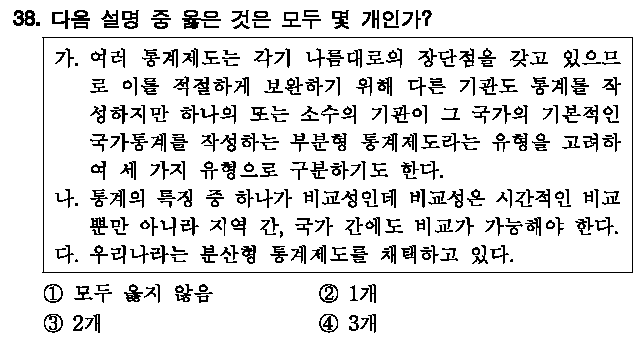 38. 다음 설명 중 옳은 것은 모두 몇 개인가?
가. 여러 통계제도는 각기 나름대로의 장단점을 갖고 있으므
로 이를 적절하게 보완하기 위해 다른 기관도 통계를 작
성하지만 하나의 또는 소수의 기관이 그 국가의 기본적인
국가통계를 작성하는 부분형 통계제도라는 유형을 고려하
여 세 가지 유형으로 구분하기도 한다.
나. 통계의 특징 중 하나가 비교성인데 비교성은 시간적인 비교
뿐만 아니라 지역 간, 국가 간에도 비교가 가능해야 한다.
다. 우리나라는 분산형 통계제도를 채택하고 있다.
① 모두 옳지 않음 ② 1개
③ 2개 ④ 3개